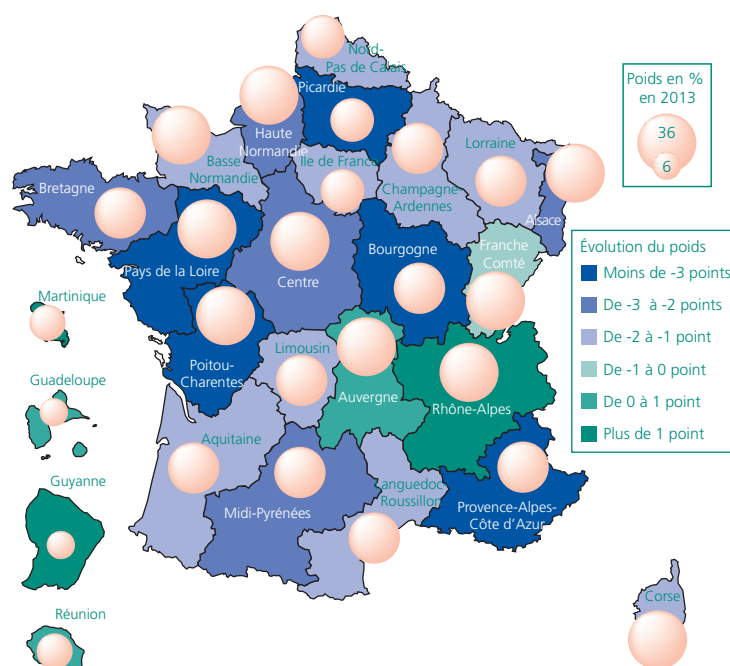 Nord-
Pas de Calais
Picardie
Haute
Normandie
Basse
Normandie
Ile de France
Champagne-
Ardennes
Lorraine
Alsace
Bretagne
Pays de la Loire
Centre
Bourgogne
Franche
Comté
Poitou-
Charentes
Limousin
Auvergne
Rhône-Alpes
Aquitaine
Midi-Pyrénées
Languedoc-
Roussillon
Provence-Alpes-
Côte d'Azur
Corse
Martinique
Guadeloupe
Guyanne
Réunion
Poids en %
en 2013
36
6
Évolution du poids
Moins de -3 points
De -3 à -2 points
De -2 à -1 point
De -1 à 0 point
De 0 à 1 point
Plus de 1 point